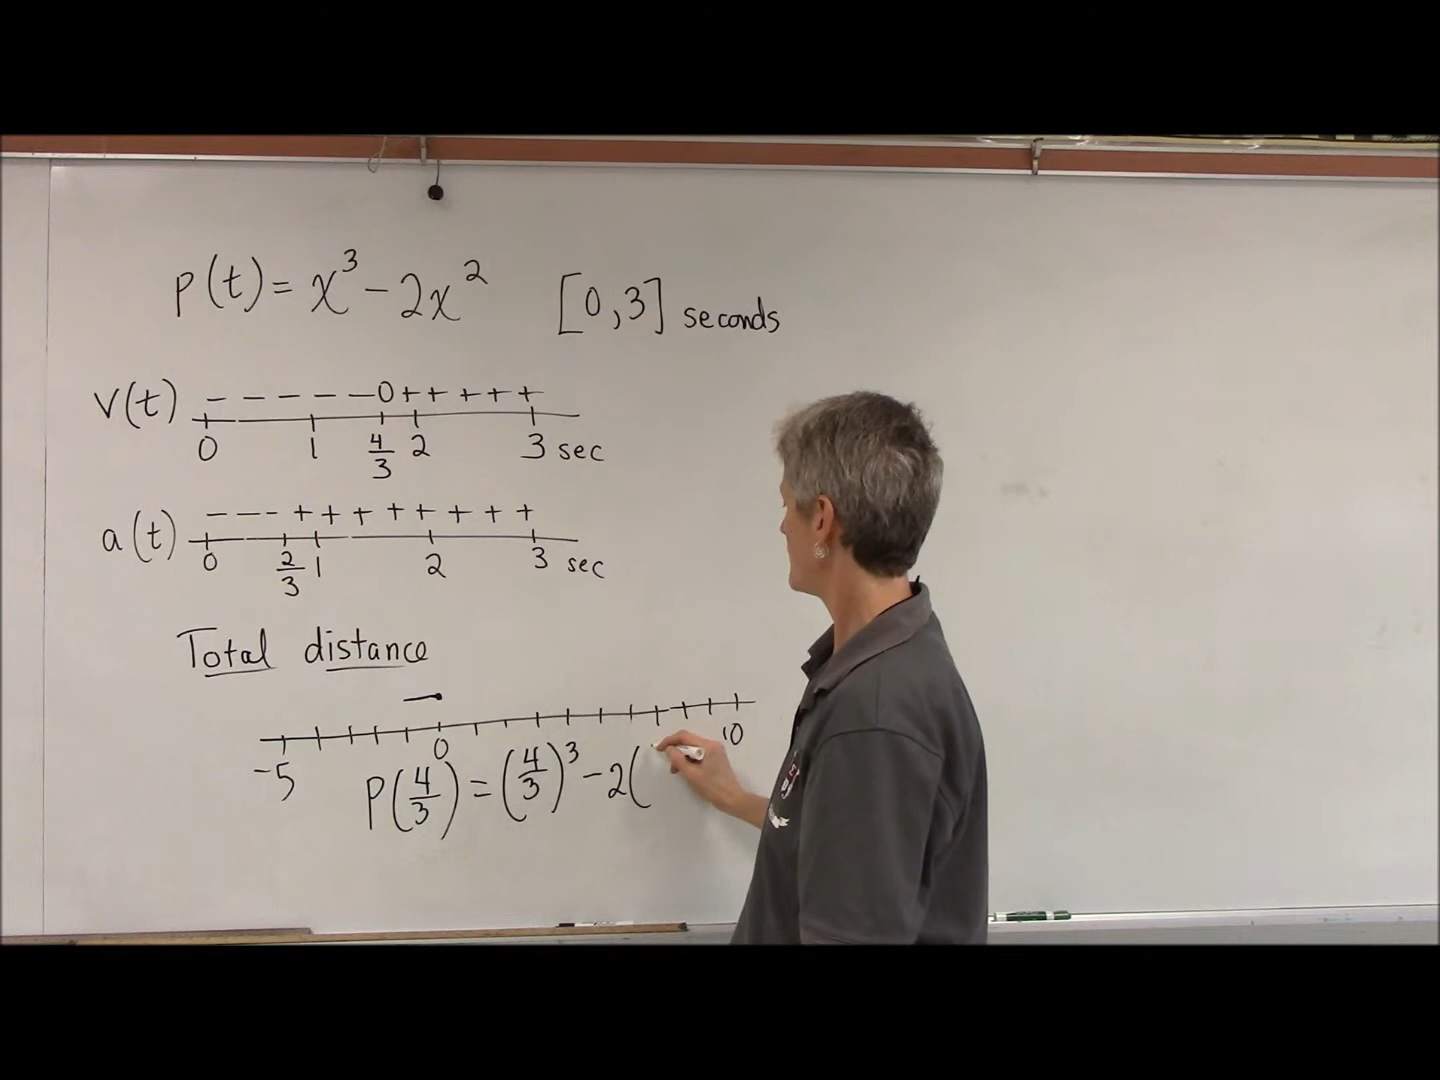 p(t) = x³ - 2x² [0,3] seconds
v(t) - - - - - 0 + + + + +
0 1 4/3 2 3 sec
a(t) - - - + + + + + + + +
0 2/3 1 2 3 sec
Total distance
-5 0 10
P(4/3) = (4/3)³ - 2(